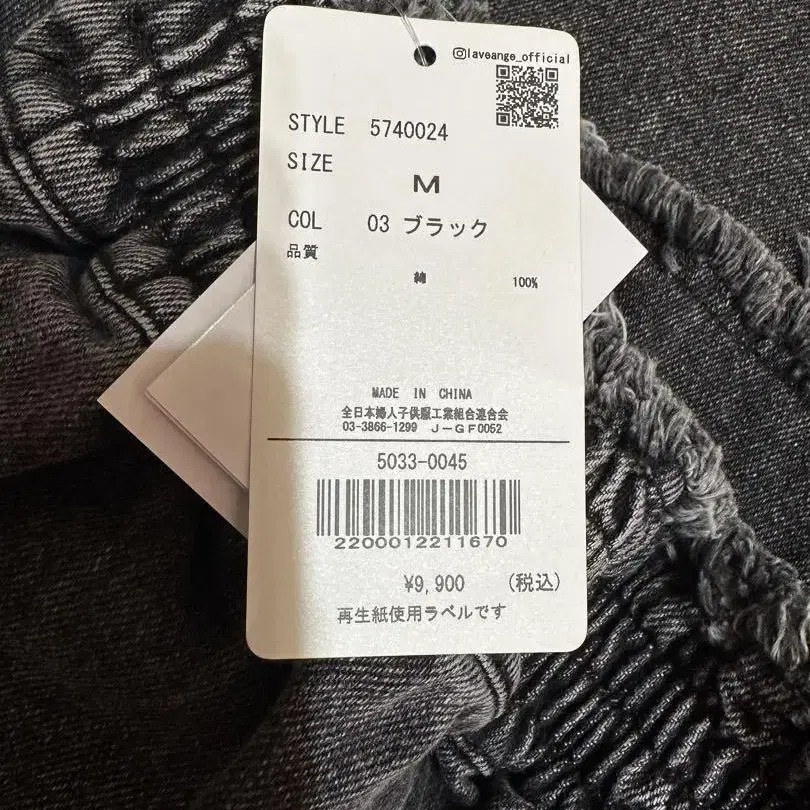 laveange_official
STYLE 5740024
SIZE
M
COL 03 ブラック
品質
綿 100%
MADE IN CHINA
全日本婦人子供服工業組合連合会
03-3866-1299 J-GF0052
5033-0045
2200012211670
¥9,900 (税込)
再生紙使用ラベルです